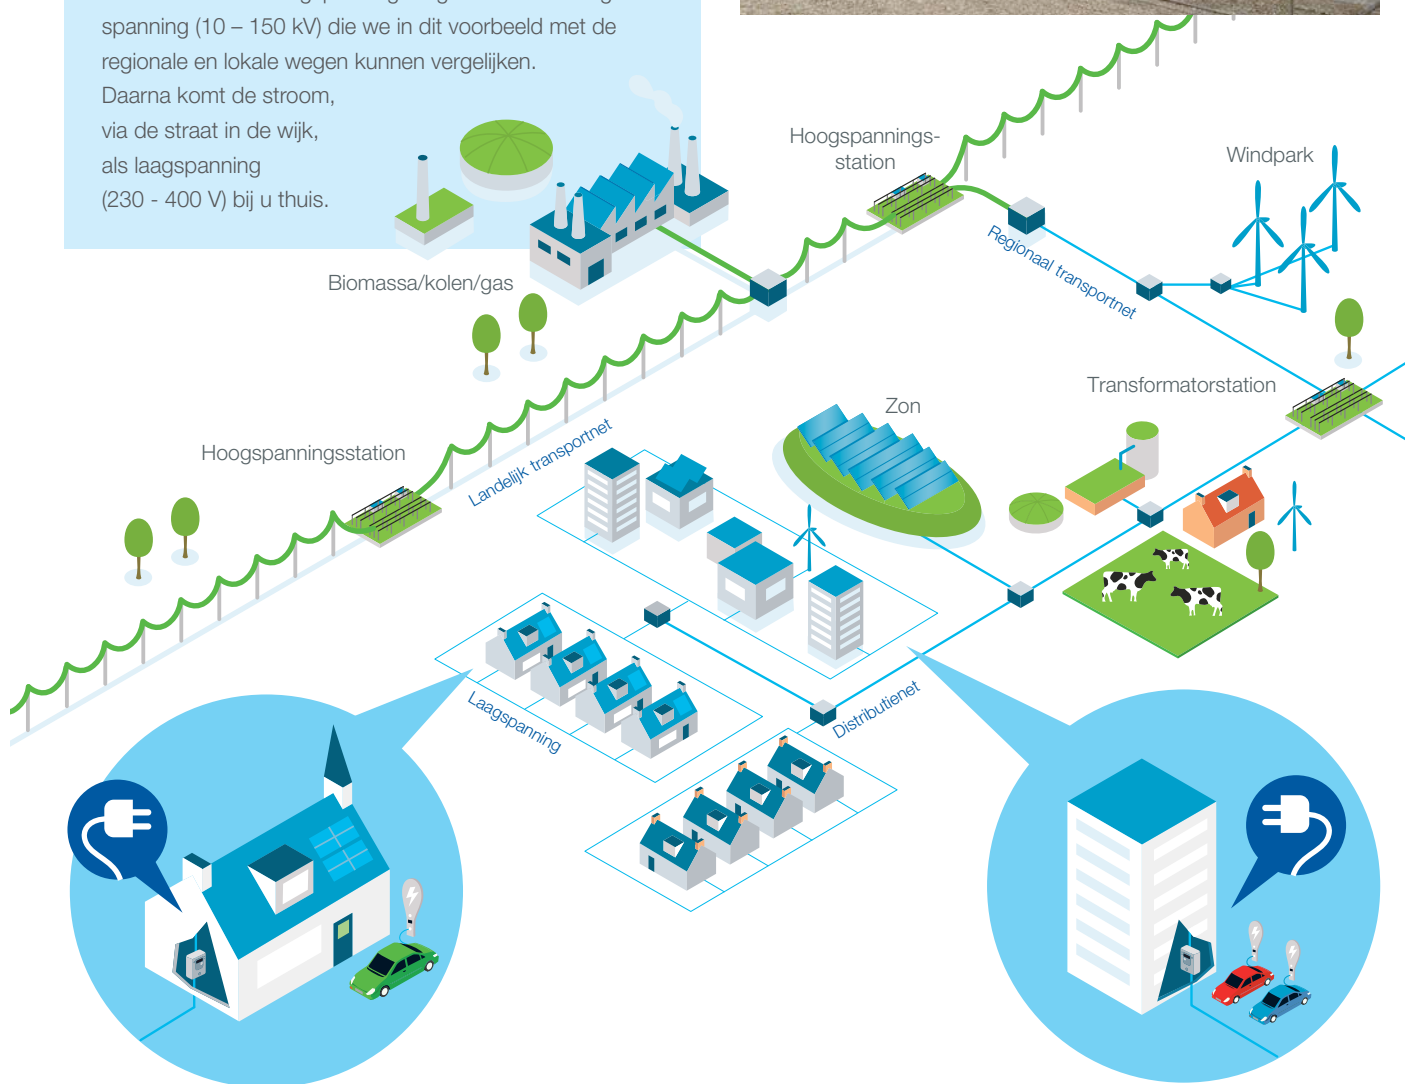 spanning (10 – 150 kV) die we in dit voorbeeld met de
regionale en lokale wegen kunnen vergelijken.
Daarna komt de stroom,
via de straat in de wijk,
als laagspanning
(230 - 400 V) bij u thuis.
Hoogspannings-
station
Windpark
Regionaal transportnet
Biomassa/kolen/gas
Transformatorstation
Zon
Hoogspanningsstation
Landelijk transportnet
Laagspanning
Distributienet